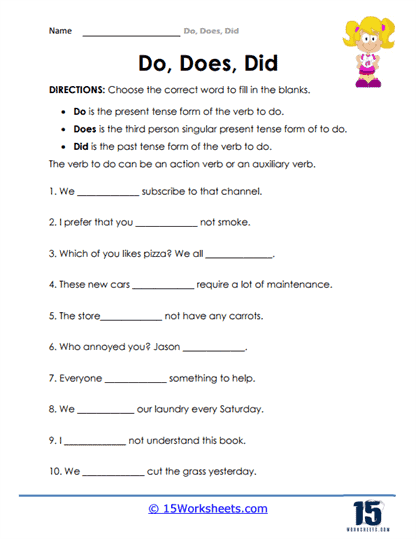 Name ____________________ Do, Does, Did
Do, Does, Did
DIRECTIONS: Choose the correct word to fill in the blanks.
• Do is the present tense form of the verb to do.
• Does is the third person singular present tense form of to do.
• Did is the past tense form of the verb to do.
The verb to do can be an action verb or an auxiliary verb.
1. We ____________ subscribe to that channel.
2. I prefer that you ____________ not smoke.
3. Which of you likes pizza? We all _____________.
4. These new cars ____________ require a lot of maintenance.
5. The store____________ not have any carrots.
6. Who annoyed you? Jason ____________.
7. Everyone ____________ something to help.
8. We ____________ our laundry every Saturday.
9. I ____________ not understand this book.
10. We ____________ cut the grass yesterday.
© 15Worksheets.com
15
WORKSHEETS.COM